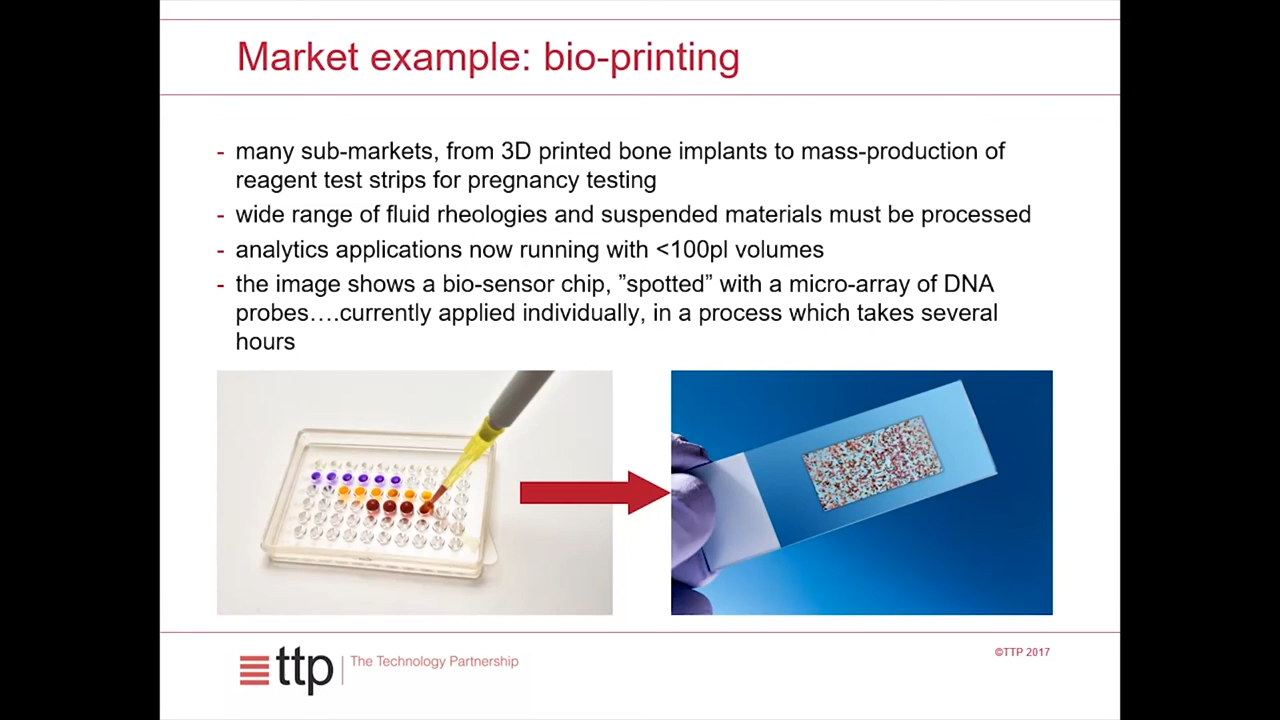 Market example: bio-printing
- many sub-markets, from 3D printed bone implants to mass-production of
reagent test strips for pregnancy testing
- wide range of fluid rheologies and suspended materials must be processed
- analytics applications now running with <100pl volumes
- the image shows a bio-sensor chip, ”spotted” with a micro-array of DNA
probes….currently applied individually, in a process which takes several
hours
ttp
The Technology Partnership
©TTP 2017